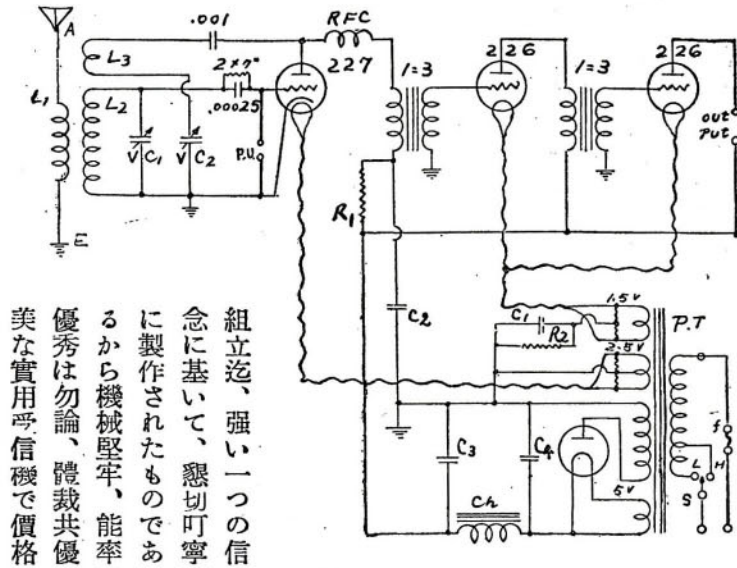 A
L1
L3
L2
.001
RFC
2メグ
.00025
227
226
226
1=3
1=3
V C1
V C2
P.U.
OUT
PUT
E
R1
C2
C1
R2
1.5V
2.5V
P.T
C3
C4
5V
Ch
L
H
S
f
組立迄、强い一つの信
念に基いて、懇切叮寧
に製作されたものであ
るから機械堅牢、能率
優秀は勿論、體裁共優
美な實用受信機で價格